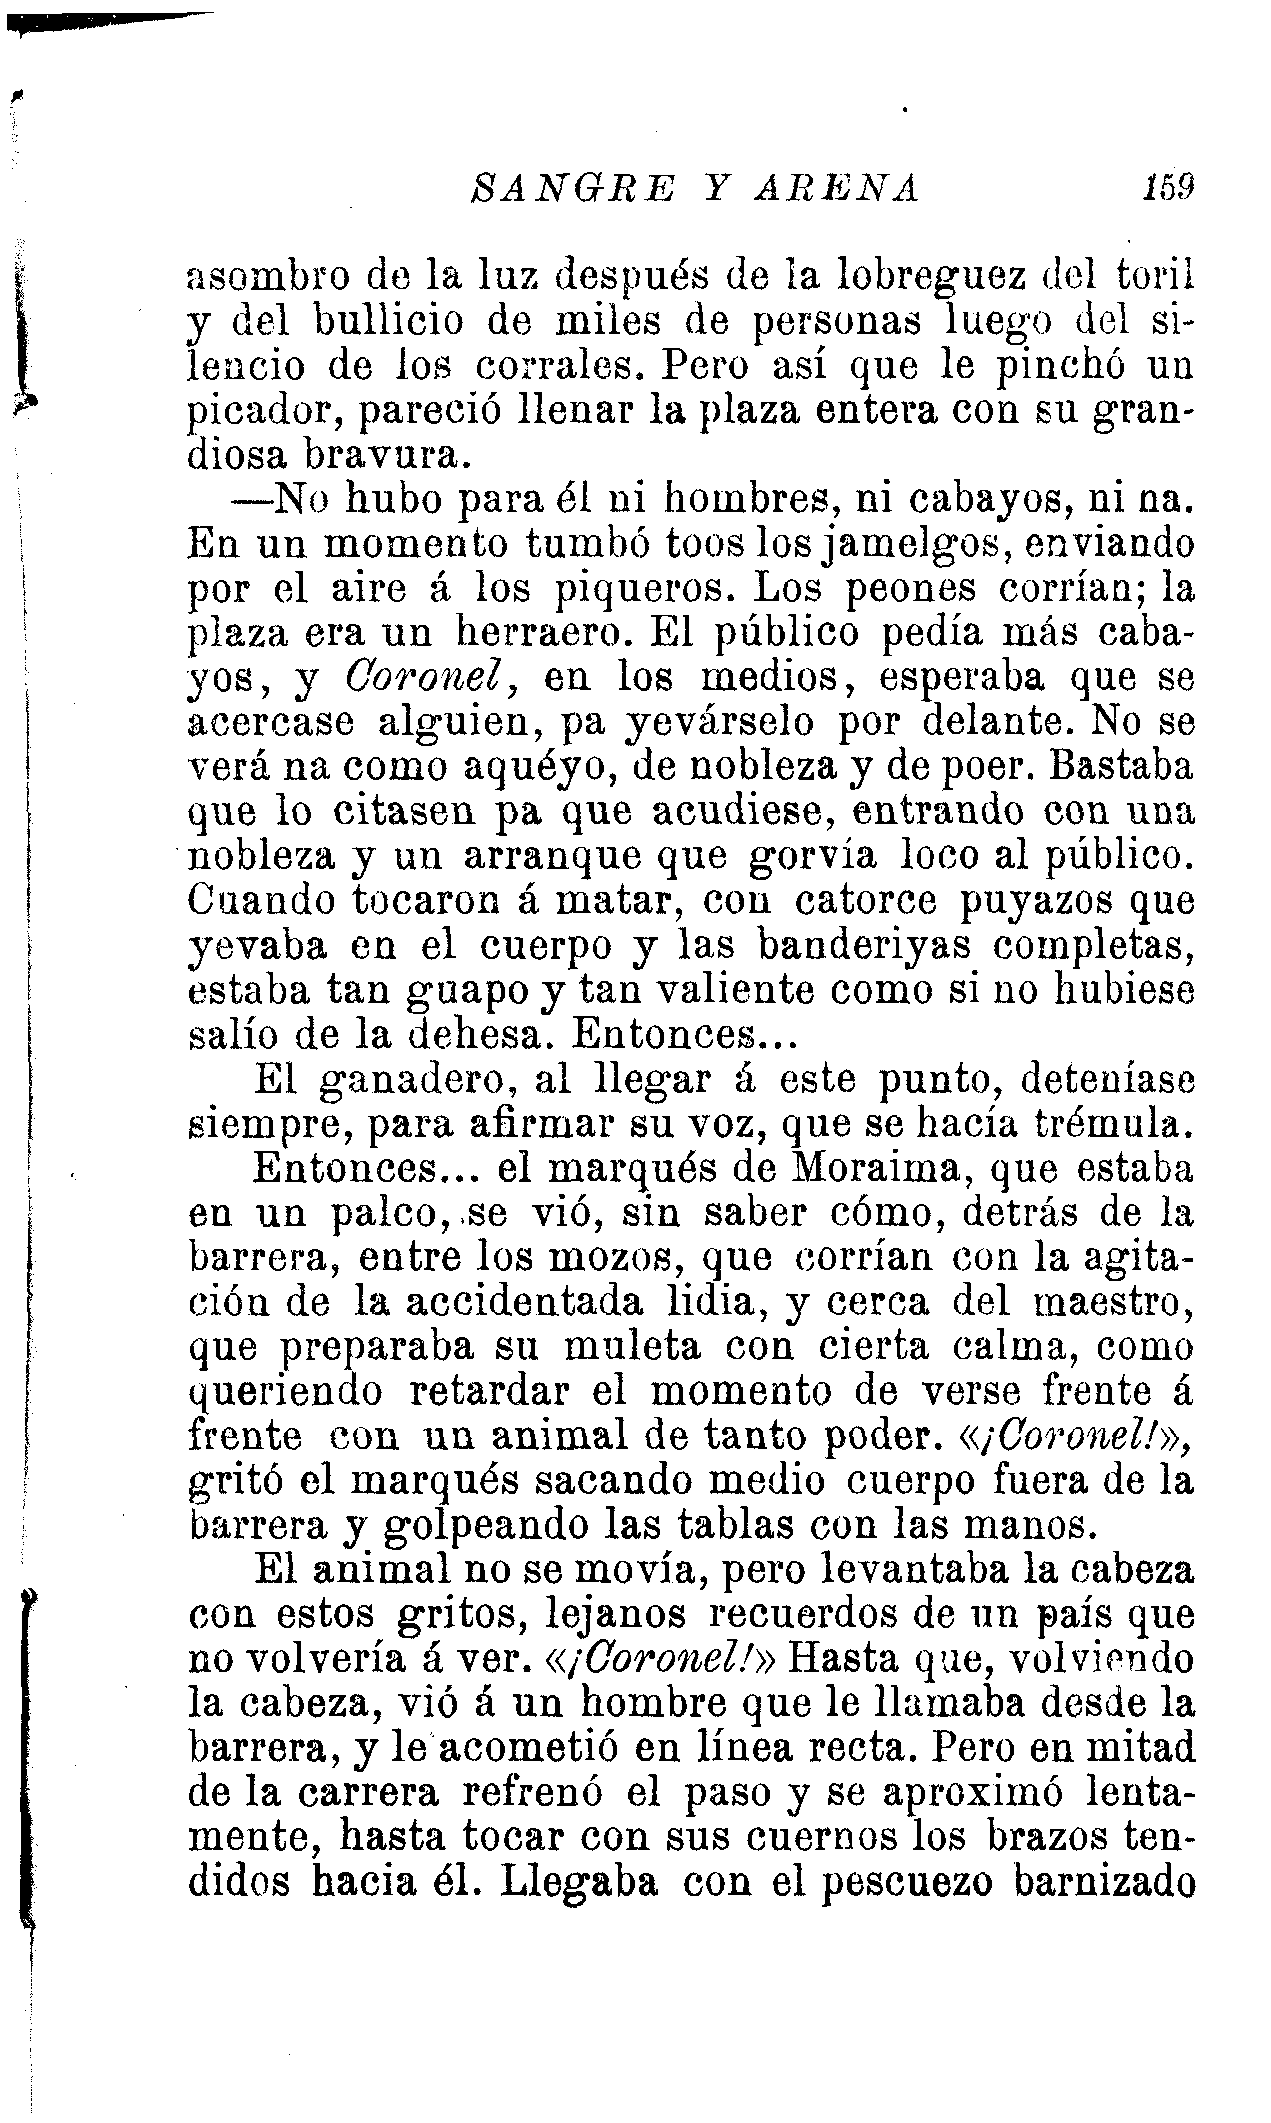 SANGRE Y ARENA 159
asombro de la luz después de la lobreguez del toril
y del bullicio de miles de personas luego del si-
lencio de los corrales. Pero así que le pinchó un
picador, pareció llenar la plaza entera con su gran-
diosa bravura.
—No hubo para él ni hombres, ni cabayos, ni na.
En un momento tumbó toos los jamelgos, enviando
por el aire á los piqueros. Los peones corrían; la
plaza era un herraero. El público pedía más caba-
yos, y Coronel, en los medios, esperaba que se
acercase alguien, pa yevárselo por delante. No se
verá na como aquéyo, de nobleza y de poer. Bastaba
que lo citasen pa que acudiese, entrando con una
nobleza y un arranque que gorvía loco al público.
Cuando tocaron á matar, con catorce puyazos que
yevaba en el cuerpo y las banderiyas completas,
estaba tan guapo y tan valiente como si no hubiese
salío de la dehesa. Entonces...
El ganadero, al llegar á este punto, deteníase
siempre, para afirmar su voz, que se hacía trémula.
Entonces... el marqués de Moraima, que estaba
en un palco, se vió, sin saber cómo, detrás de la
barrera, entre los mozos, que corrían con la agita-
ción de la accidentada lidia, y cerca del maestro,
que preparaba su muleta con cierta calma, como
queriendo retardar el momento de verse frente á
frente con un animal de tanto poder. «¡Coronel!»,
gritó el marqués sacando medio cuerpo fuera de la
barrera y golpeando las tablas con las manos.
El animal no se movía, pero levantaba la cabeza
con estos gritos, lejanos recuerdos de un país que
no volvería á ver. «¡Coronel!» Hasta que, volviendo
la cabeza, vió á un hombre que le llamaba desde la
barrera, y le acometió en línea recta. Pero en mitad
de la carrera refrenó el paso y se aproximó lenta-
mente, hasta tocar con sus cuernos los brazos ten-
didos hacia él. Llegaba con el pescuezo barnizado